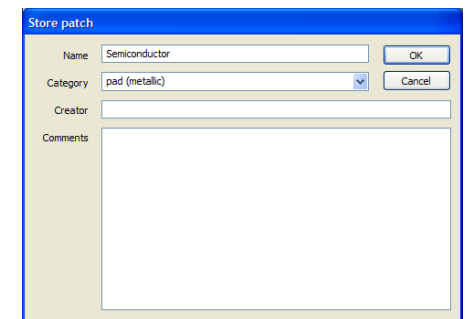 Store patch
Name Semiconductor OK
Category pad (metallic) Cancel
Creator
Comments